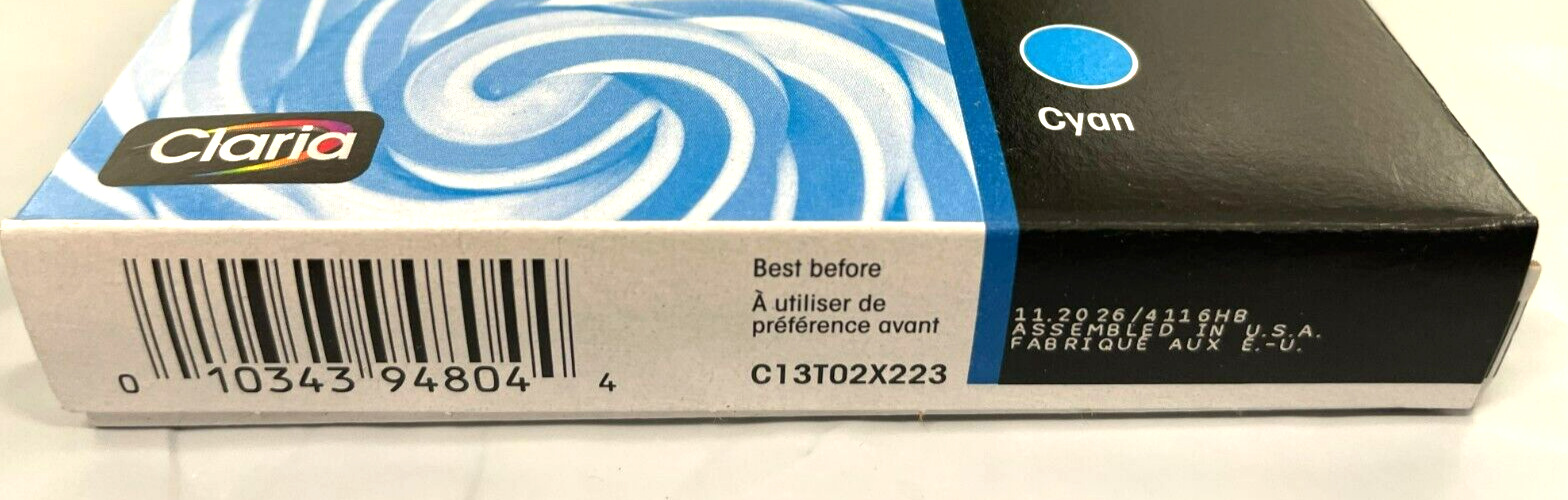 Claria
Cyan
Best before
À utiliser de
préférence avant
C13T02X223
11.2026/4116HB
ASSEMBLED IN U.S.A.
FABRIQUÉ AUX É.-U.
0 10343 94804 4